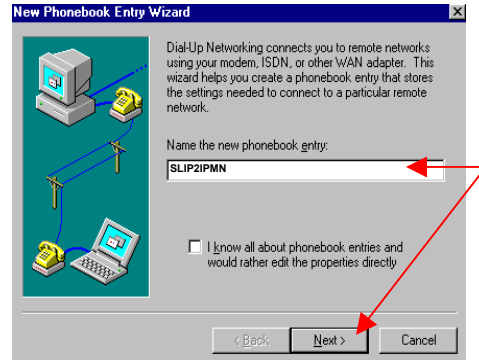 New Phonebook Entry Wizard
Dial-Up Networking connects you to remote networks
using your modem, ISDN, or other WAN adapter. This
wizard helps you create a phonebook entry that stores
the settings needed to connect to a particular remote
network.
Name the new phonebook entry:
SLIP2IPMN
I know all about phonebook entries and
would rather edit the properties directly
< Back
Next >
Cancel